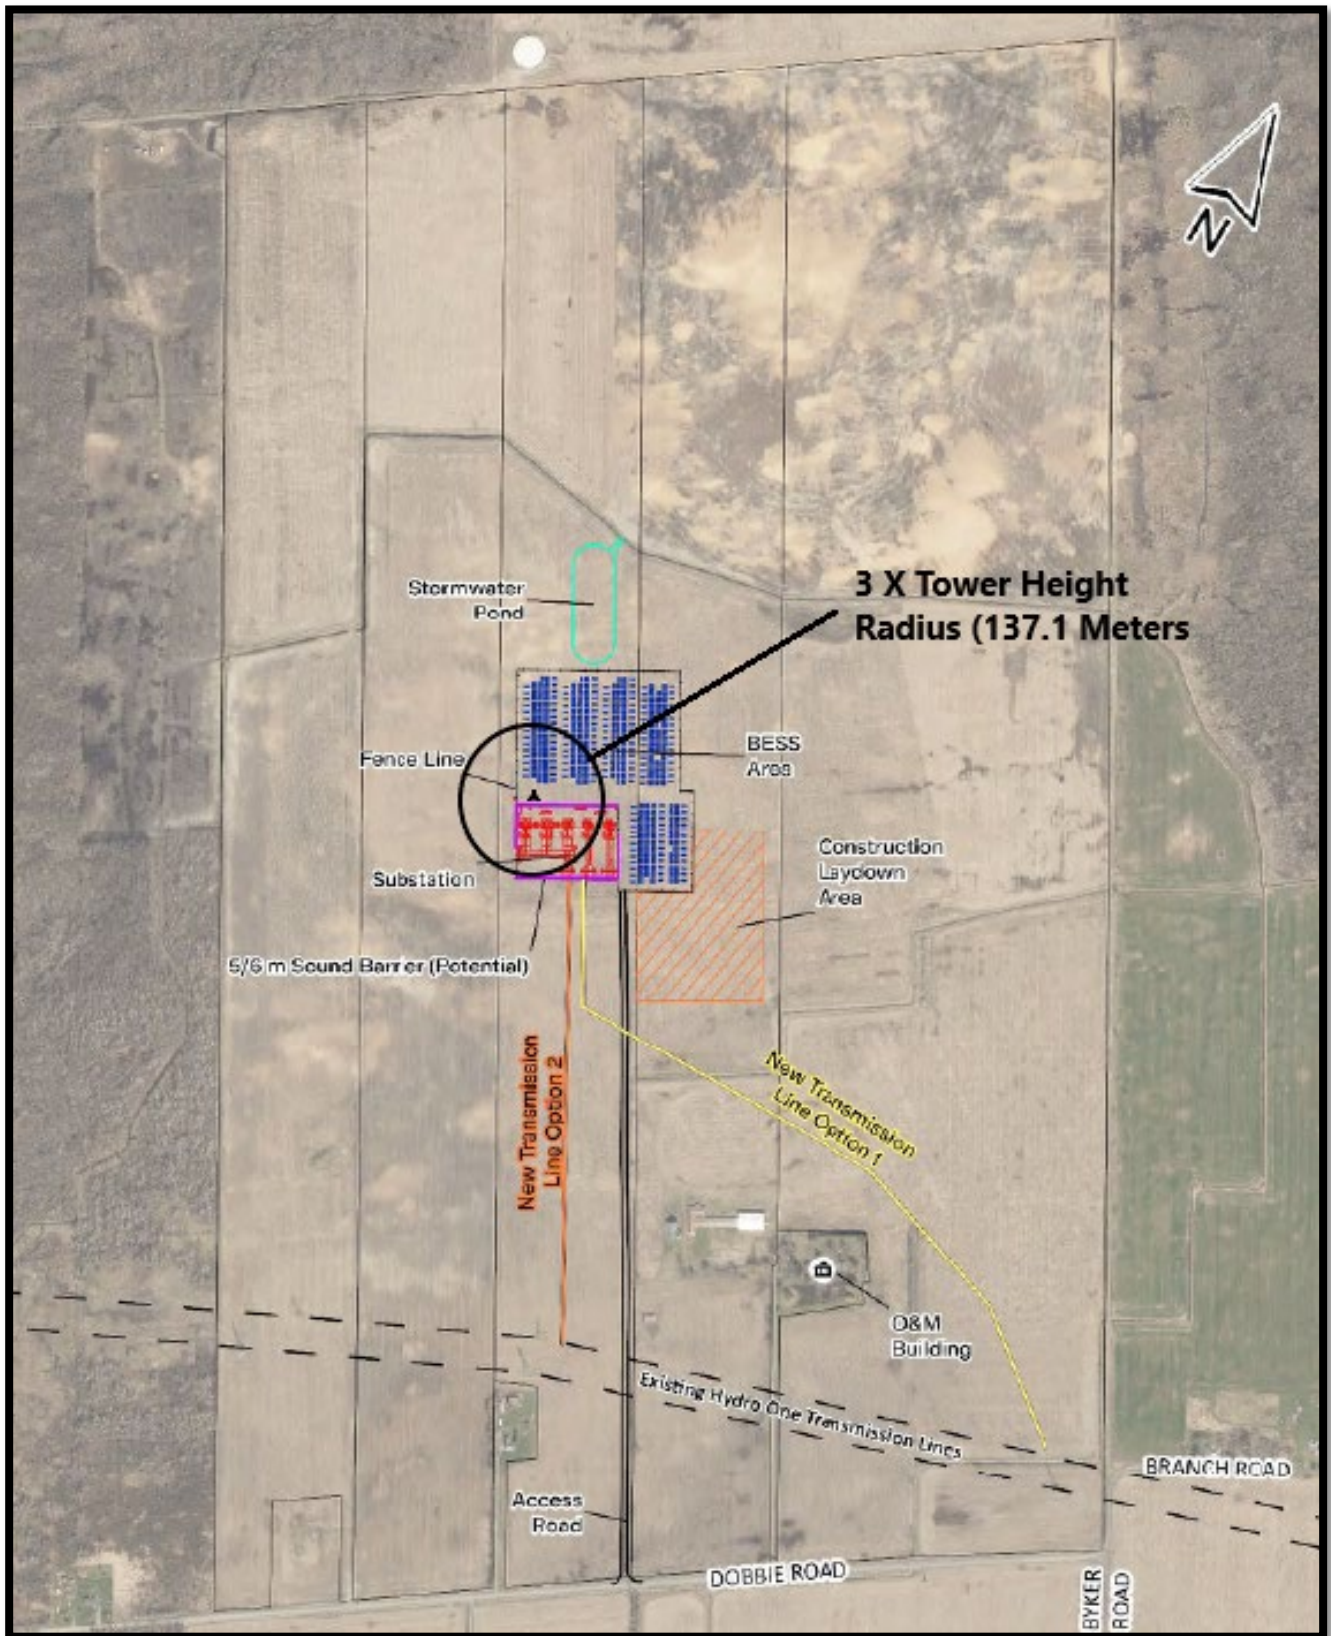 N
Stormwater
Pond
3 X Tower Height
Radius (137.1 Meters
Fence Line
BESS
Area
Construction
Laydown
Area
Substation
5/6 m Sound Barrier (Potential)
New Transmission
Line Option 2
New Transmission
Line Option 1
O&M
Building
Existing Hydro One Transmission Lines
BRANCH ROAD
Access
Road
DOBBIE ROAD
BYKER
ROAD